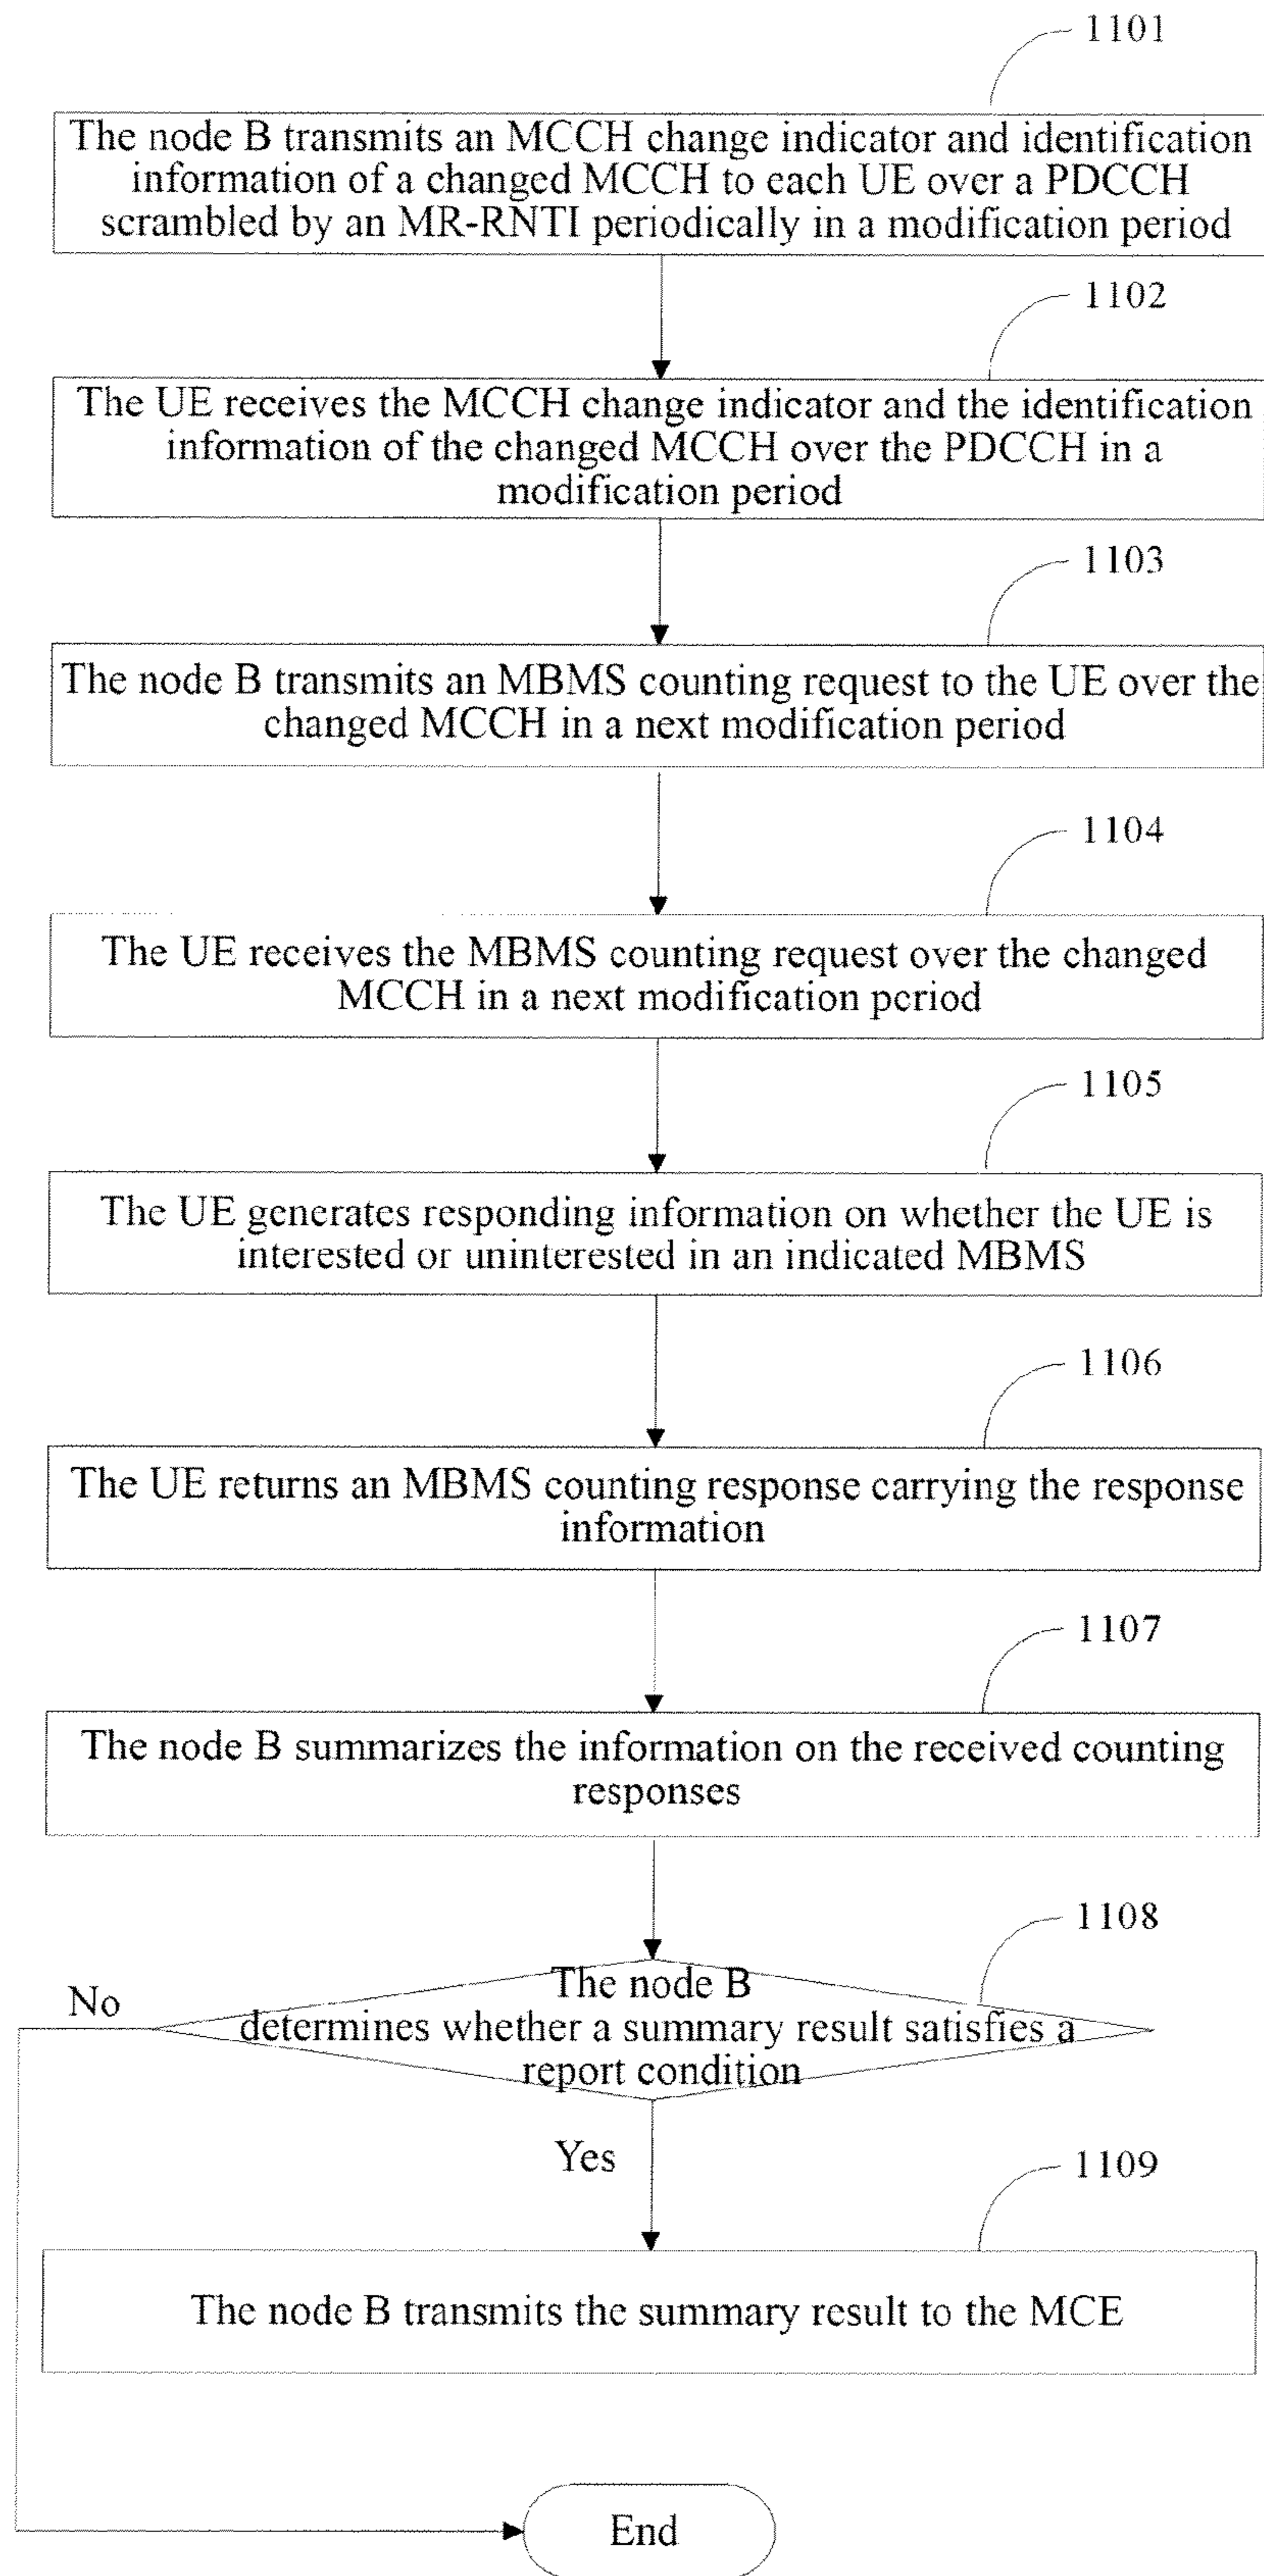 1101
The node B transmits an MCCH change indicator and identification
information of a changed MCCH to each UE over a PDCCH
scrambled by an MR-RNTI periodically in a modification period
1102
The UE receives the MCCH change indicator and the identification
information of the changed MCCH over the PDCCH in a
modification period
1103
The node B transmits an MBMS counting request to the UE over the
changed MCCH in a next modification period
1104
The UE receives the MBMS counting request over the changed
MCCH in a next modification period
1105
The UE generates responding information on whether the UE is
interested or uninterested in an indicated MBMS
1106
The UE returns an MBMS counting response carrying the response
information
1107
The node B summarizes the information on the received counting
responses
1108
No
The node B
determines whether a summary result satisfies a
report condition
Yes
1109
The node B transmits the summary result to the MCE
End